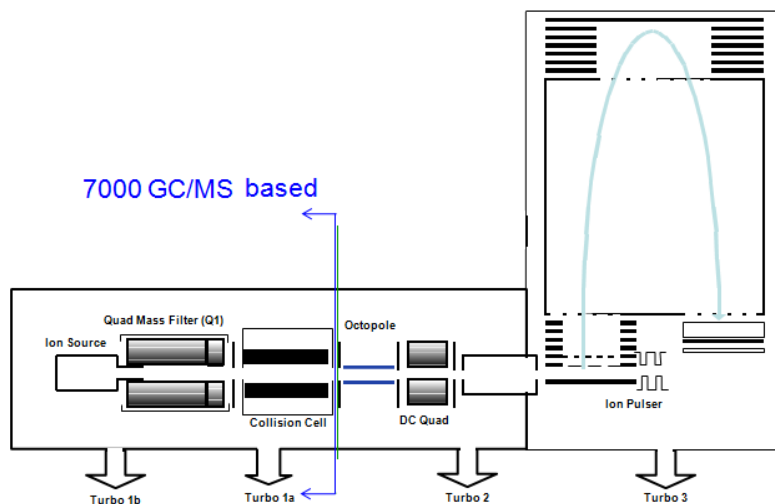 7000 GC/MS based
Quad Mass Filter (Q1)
Octopole
Ion Source
Collision Cell
DC Quad
Ion Pulser
Turbo 1b
Turbo 1a
Turbo 2
Turbo 3